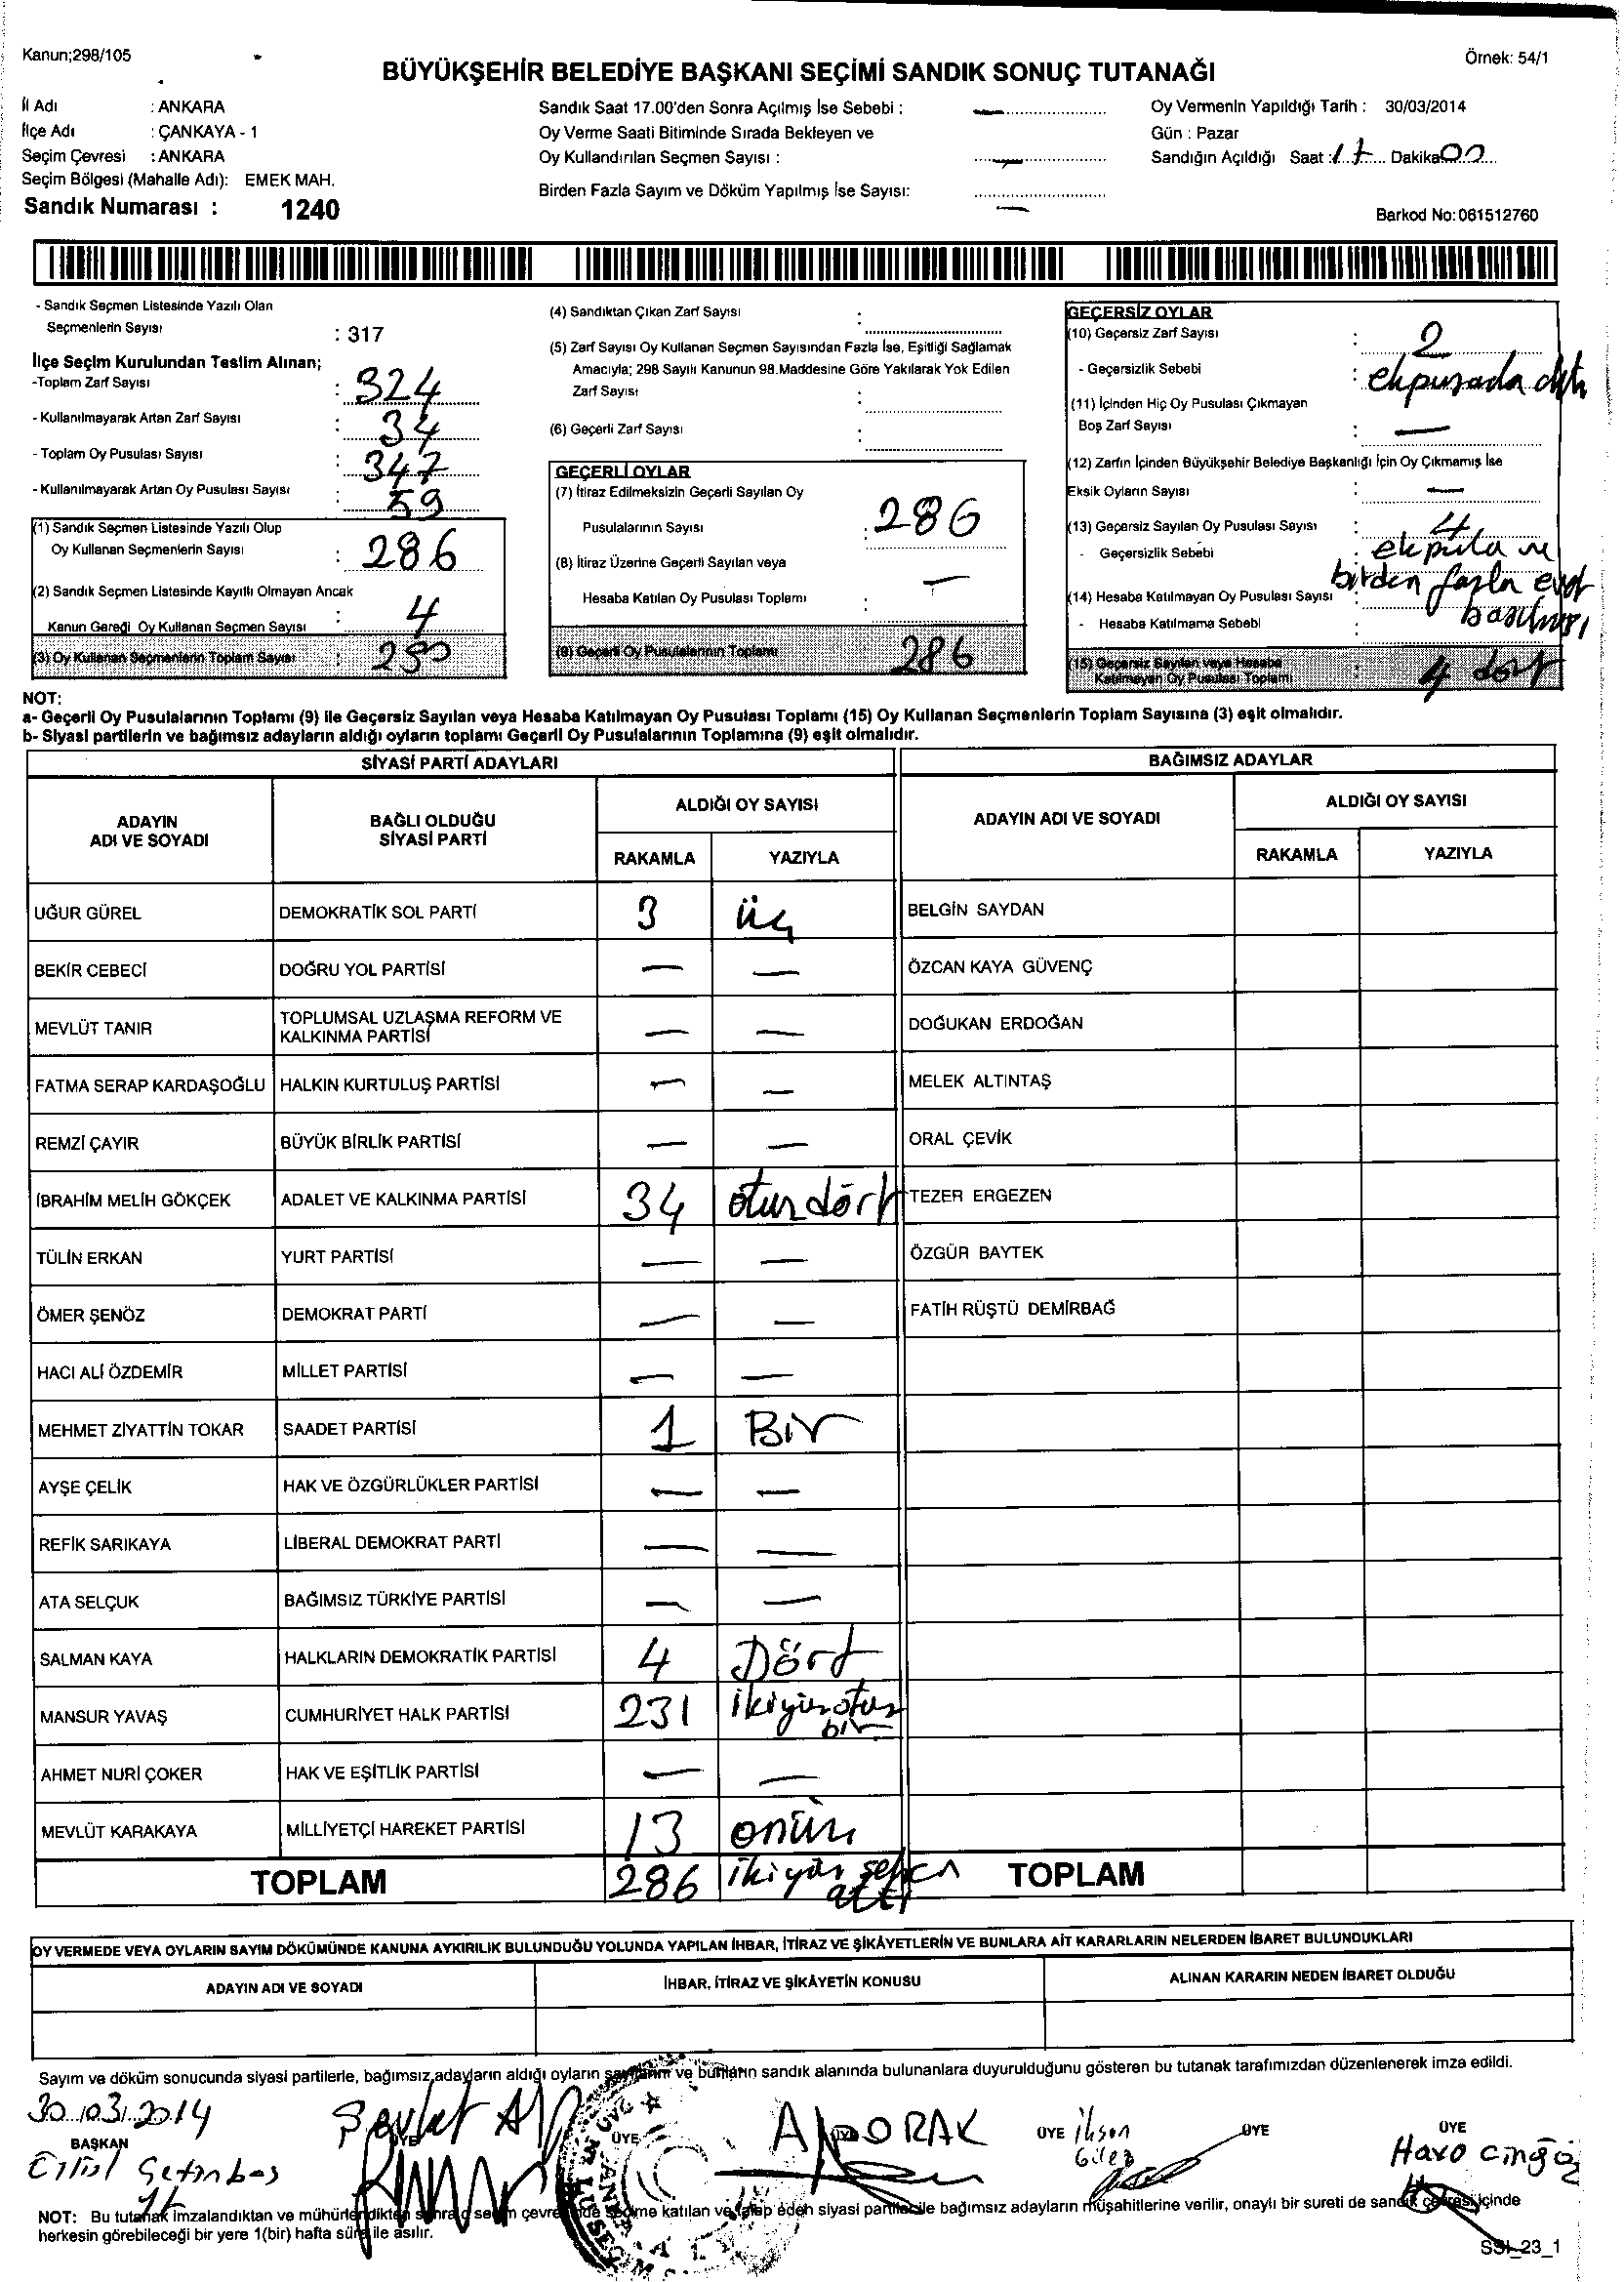 Kanun;298/105
Örnek: 54/1
BÜYÜKŞEHİR BELEDİYE BAŞKANI SEÇİMİ SANDIK SONUÇ TUTANAĞI
İl Adı : ANKARA
İlçe Adı : ÇANKAYA - 1
Seçim Çevresi : ANKARA
Seçim Bölgesi (Mahalle Adı): EMEK MAH.
Sandık Numarası : 1240
Sandık Saat 17.00'den Sonra Açılmış İse Sebebi : —
Oy Verme Saati Bitiminde Sırada Bekleyen ve
Oy Kullandırılan Seçmen Sayısı : —
Birden Fazla Sayım ve Döküm Yapılmış İse Sayısı: —
Oy Vermenin Yapıldığı Tarih : 30/03/2014
Gün : Pazar
Sandığın Açıldığı Saat : 17 Dakika 00
Barkod No: 061512760
- Sandık Seçmen Listesinde Yazılı Olan
Seçmenlerin Sayısı : 317
İlçe Seçim Kurulundan Teslim Alınan;
-Toplam Zarf Sayısı : 324
- Kullanılmayarak Artan Zarf Sayısı : 34
- Toplam Oy Pusulası Sayısı : 347
- Kullanılmayarak Artan Oy Pusulası Sayısı : 59
(1) Sandık Seçmen Listesinde Yazılı Olup
Oy Kullanan Seçmenlerin Sayısı : 286
(2) Sandık Seçmen Listesinde Kayıtlı Olmayan Ancak
Kanun Gereği Oy Kullanan Seçmen Sayısı : 4
(3) Oy Kullanan Seçmenlerin Toplam Sayısı : 290
(4) Sandıktan Çıkan Zarf Sayısı :
(5) Zarf Sayısı Oy Kullanan Seçmen Sayısından Fazla İse, Eşitliği Sağlamak
Amacıyla; 298 Sayılı Kanunun 98.Maddesine Göre Yakılarak Yok Edilen
Zarf Sayısı :
(6) Geçerli Zarf Sayısı :
GEÇERLİ OYLAR
(7) İtiraz Edilmeksizin Geçerli Sayılan Oy
Pusulalarının Sayısı : 286
(8) İtiraz Üzerine Geçerli Sayılan veya
Hesaba Katılan Oy Pusulası Toplamı : —
(9) Geçerli Oy Pusulalarının Toplamı 286
GEÇERSİZ OYLAR
(10) Geçersiz Zarf Sayısı : 2
- Geçersizlik Sebebi :
(11) İçinden Hiç Oy Pusulası Çıkmayan
Boş Zarf Sayısı : —
(12) Zarfın İçinden Büyükşehir Belediye Başkanlığı İçin Oy Çıkmamış İse
Eksik Oyların Sayısı : —
(13) Geçersiz Sayılan Oy Pusulası Sayısı : 4
- Geçersizlik Sebebi :
birden fazla evet
(14) Hesaba Katılmayan Oy Pusulası Sayısı :
basılması
- Hesaba Katılmama Sebebi :
(15) Geçersiz Sayılan veya Hesaba
Katılmayan Oy Pusulası Toplamı : 4 dört
NOT:
a- Geçerli Oy Pusulalarının Toplamı (9) ile Geçersiz Sayılan veya Hesaba Katılmayan Oy Pusulası Toplamı (15) Oy Kullanan Seçmenlerin Toplam Sayısına (3) eşit olmalıdır.
b- Siyasi partilerin ve bağımsız adayların aldığı oyların toplamı Geçerli Oy Pusulalarının Toplamına (9) eşit olmalıdır.
SİYASİ PARTİ ADAYLARI
BAĞIMSIZ ADAYLAR
ADAYIN
ADI VE SOYADI
BAĞLI OLDUĞU
SİYASİ PARTİ
ALDIĞI OY SAYISI
RAKAMLA YAZIYLA
ADAYIN ADI VE SOYADI
ALDIĞI OY SAYISI
RAKAMLA YAZIYLA
UĞUR GÜREL DEMOKRATİK SOL PARTİ 3 üç BELGİN SAYDAN
BEKİR CEBECİ DOĞRU YOL PARTİSİ — — ÖZCAN KAYA GÜVENÇ
MEVLÜT TANIR TOPLUMSAL UZLAŞMA REFORM VE
KALKINMA PARTİSİ — — DOĞUKAN ERDOĞAN
FATMA SERAP KARDAŞOĞLU HALKIN KURTULUŞ PARTİSİ — — MELEK ALTINTAŞ
REMZİ ÇAYIR BÜYÜK BİRLİK PARTİSİ — — ORAL ÇEVİK
İBRAHİM MELİH GÖKÇEK ADALET VE KALKINMA PARTİSİ 34 otuzdört TEZER ERGEZEN
TÜLİN ERKAN YURT PARTİSİ — — ÖZGÜR BAYTEK
ÖMER ŞENÖZ DEMOKRAT PARTİ — — FATİH RÜŞTÜ DEMİRBAĞ
HACI ALİ ÖZDEMİR MİLLET PARTİSİ — —
MEHMET ZİYATTİN TOKAR SAADET PARTİSİ 1 Bir
AYŞE ÇELİK HAK VE ÖZGÜRLÜKLER PARTİSİ — —
REFİK SARIKAYA LİBERAL DEMOKRAT PARTİ — —
ATA SELÇUK BAĞIMSIZ TÜRKİYE PARTİSİ — —
SALMAN KAYA HALKLARIN DEMOKRATİK PARTİSİ 4 Dört
MANSUR YAVAŞ CUMHURİYET HALK PARTİSİ 231 ikiyüzotuz
bir
AHMET NURİ ÇOKER HAK VE EŞİTLİK PARTİSİ — —
MEVLÜT KARAKAYA MİLLİYETÇİ HAREKET PARTİSİ 13 onüç
TOPLAM 286 ikiyüz seksen TOPLAM
altı
OY VERMEDE VEYA OYLARIN SAYIM DÖKÜMÜNDE KANUNA AYKIRILIK BULUNDUĞU YOLUNDA YAPILAN İHBAR, İTİRAZ VE ŞİKÂYETLERİN VE BUNLARA AİT KARARLARIN NELERDEN İBARET BULUNDUKLARI
ADAYIN ADI VE SOYADI İHBAR, İTİRAZ VE ŞİKÂYETİN KONUSU ALINAN KARARIN NEDEN İBARET OLDUĞU
Sayım ve döküm sonucunda siyasi partilerle, bağımsız adayların aldığı oyların sayılarını ve bunların sandık alanında bulunanlara duyurulduğunu gösteren bu tutanak tarafımızdan düzenlenerek imza edildi.
30.03.2014
BAŞKAN ÜYE ÜYE ÜYE ÜYE ÜYE
NOT: Bu tutanak imzalandıktan ve mühürlendikten sonra seçim çevresinde seçime katılan ve talep eden siyasi partiler ile bağımsız adayların müşahitlerine verilir, onaylı bir sureti de sandık çevresi içinde
herkesin görebileceği bir yere 1(bir) hafta süre ile asılır.
SSI_23_1